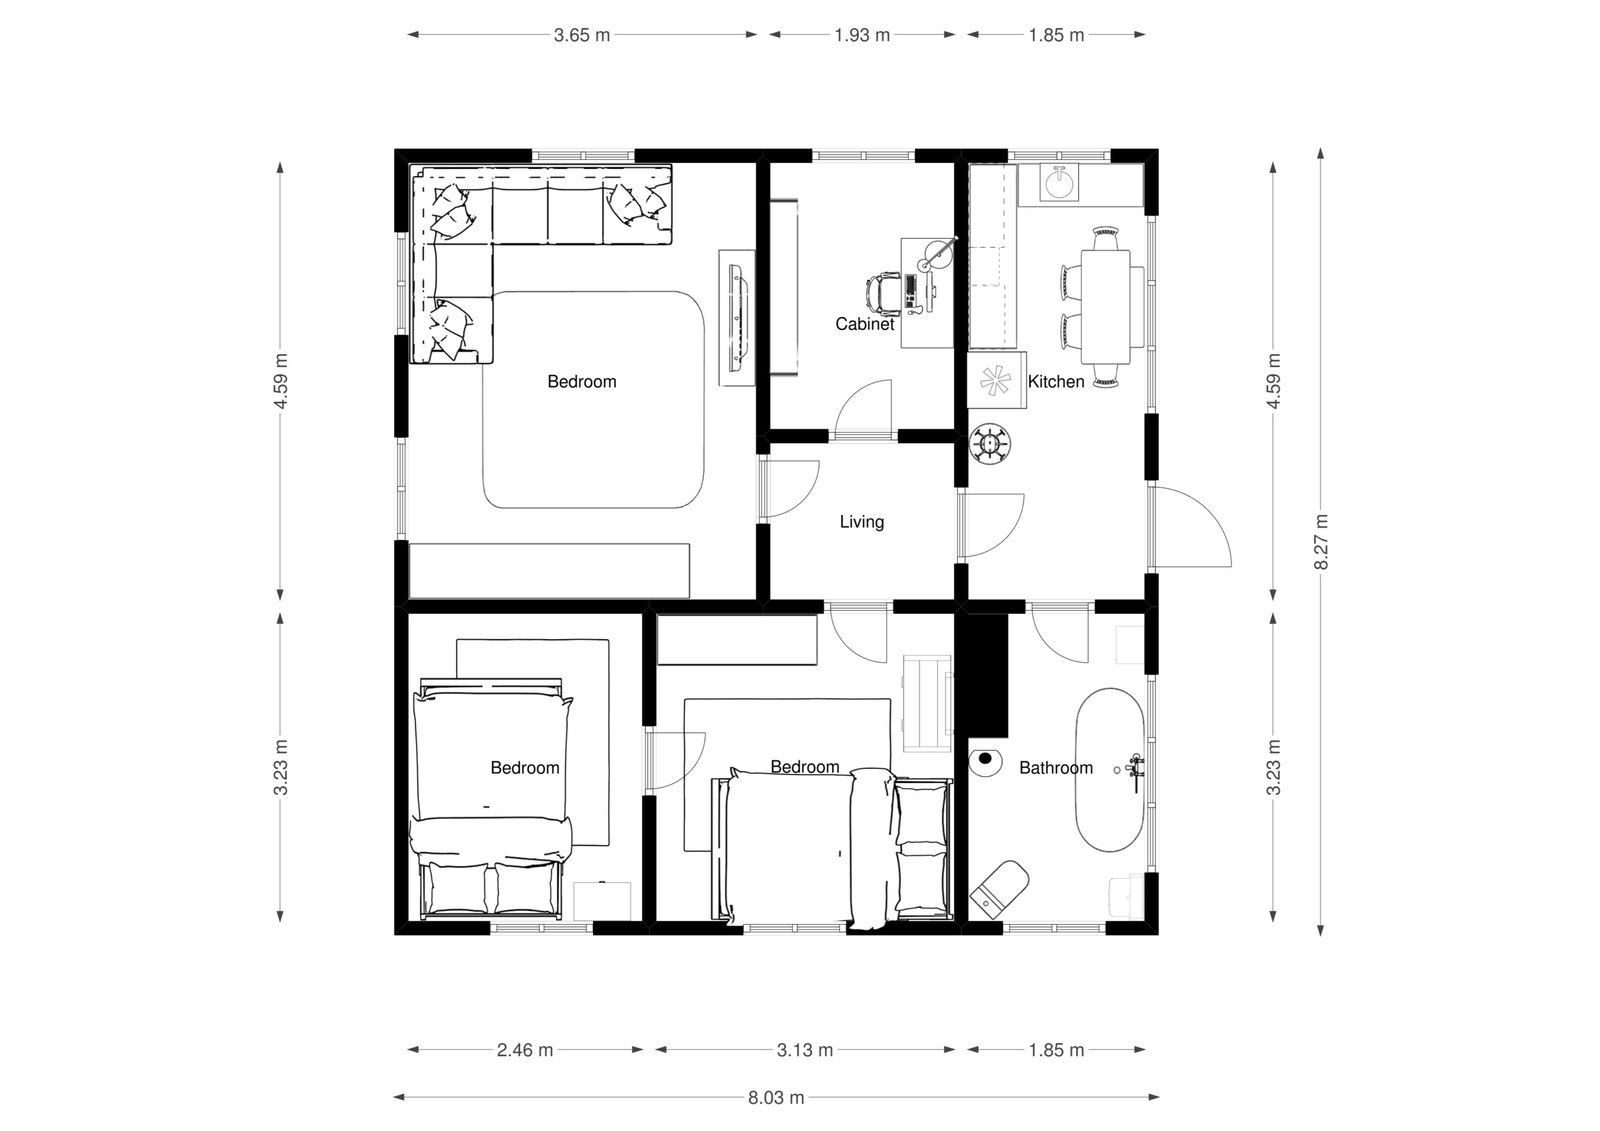 3.65 m
1.93 m
1.85 m
4.59 m
4.59 m
8.27 m
Cabinet
Bedroom
Kitchen
Living
3.23 m
3.23 m
Bedroom
Bedroom
Bathroom
2.46 m
3.13 m
1.85 m
8.03 m